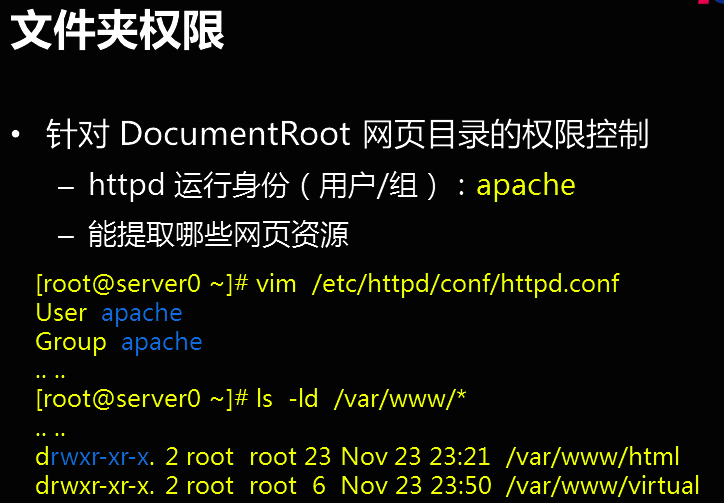 文件夹权限
• 针对 DocumentRoot 网页目录的权限控制
– httpd 运行身份（用户/组）：apache
– 能提取哪些网页资源
[root@server0 ~]# vim /etc/httpd/conf/httpd.conf
User apache
Group apache
.. ..
[root@server0 ~]# ls -ld /var/www/*
.. ..
drwxr-xr-x. 2 root root 23 Nov 23 23:21 /var/www/html
drwxr-xr-x. 2 root root 6 Nov 23 23:50 /var/www/virtual